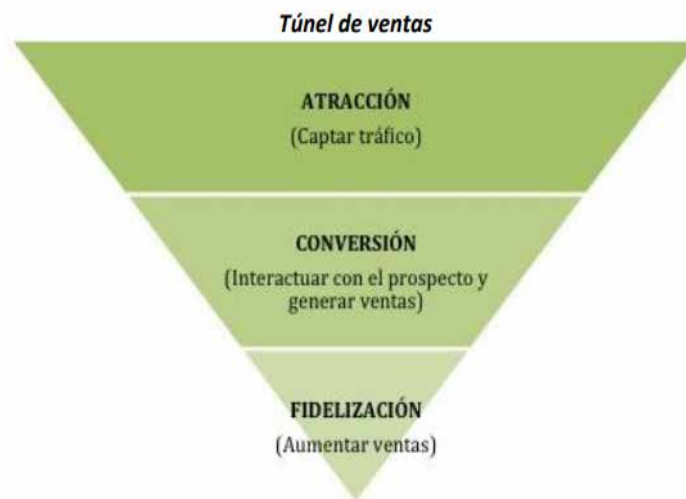 Túnel de ventas
ATRACCIÓN
(Captar tráfico)
CONVERSIÓN
(Interactuar con el prospecto y
generar ventas)
FIDELIZACIÓN
(Aumentar ventas)